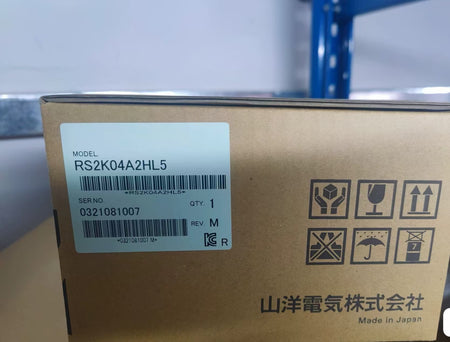 MODEL
RS2K04A2HL5
*RS2K04A2HL5*
SER.NO.
0321081007
QTY. 1
REV. M
*0321081007 M*
R
山洋電気株式会社
Made in Japan